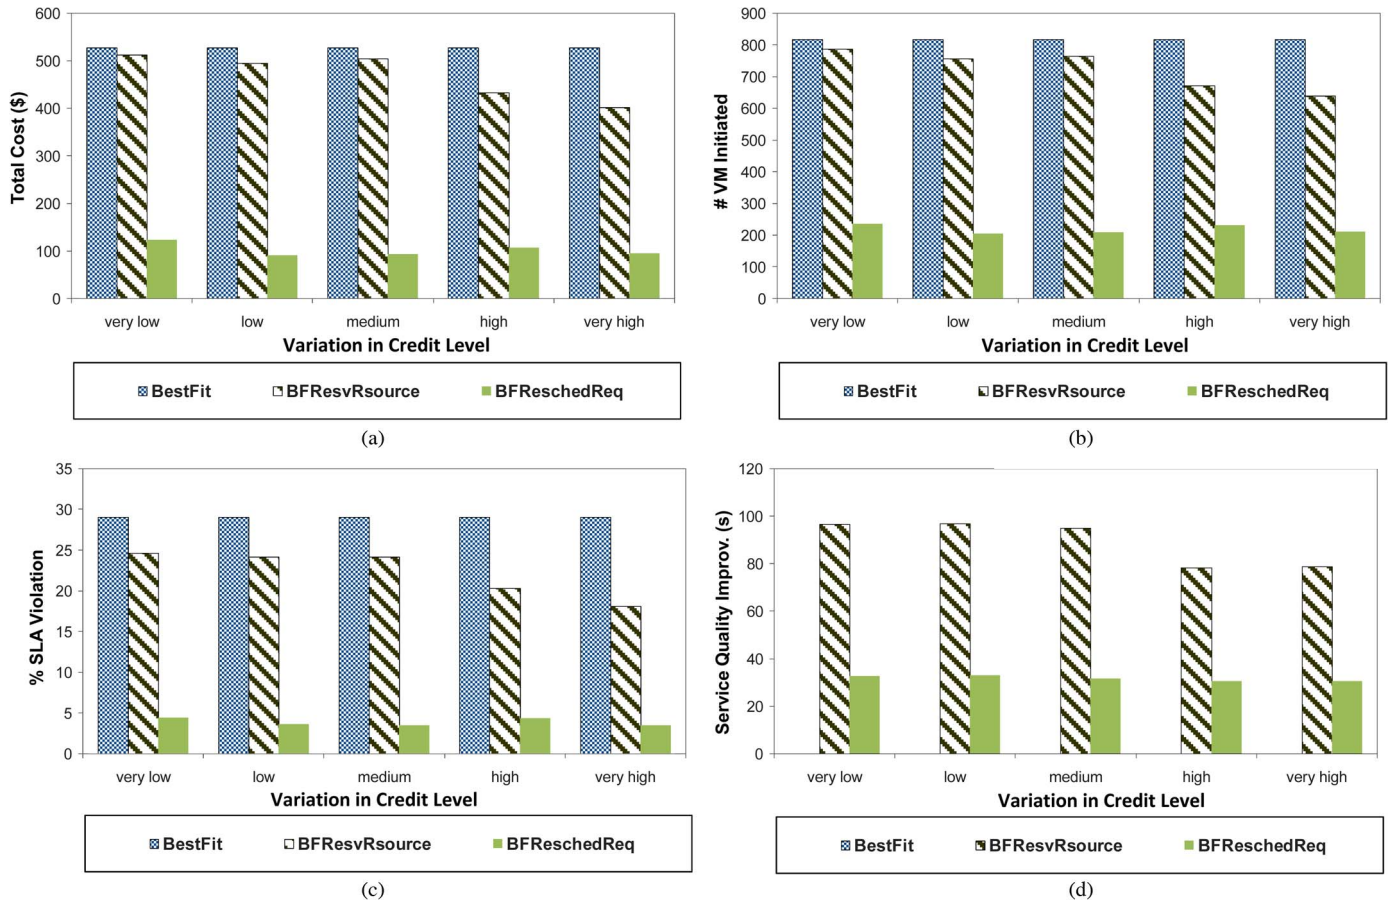 600
500
400
300
200
100
0
Total Cost ($)
very low low medium high very high
Variation in Credit Level
BestFit BFResvRsource BFReschedReq
(a)
900
800
700
600
500
400
300
200
100
0
# VM Initiated
very low low medium high very high
Variation in Credit Level
BestFit BFResvRsource BFReschedReq
(b)
35
30
25
20
15
10
5
0
% SLA Violation
very low low medium high very high
Variation in Credit Level
BestFit BFResvRsource BFReschedReq
(c)
120
100
80
60
40
20
0
Service Quality Improv. (s)
very low low medium high very high
Variation in Credit Level
BestFit BFResvRsource BFReschedReq
(d)